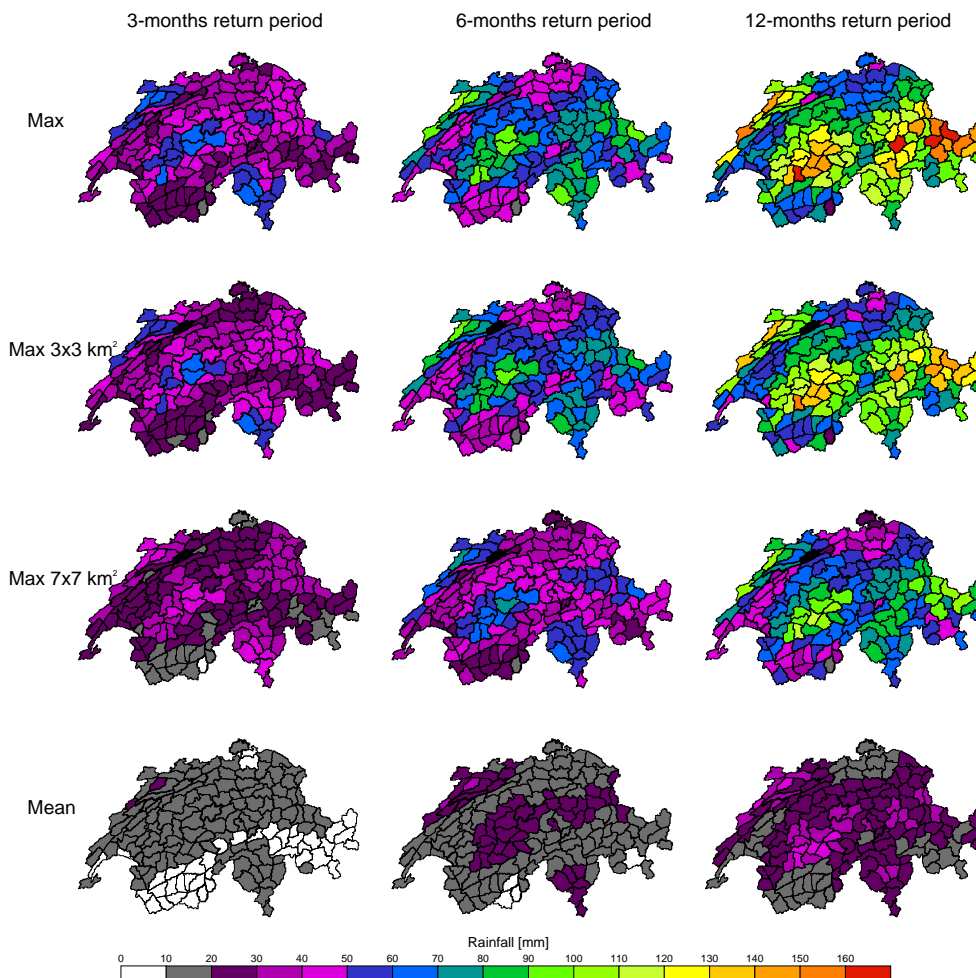 3-months return period 6-months return period 12-months return period
Max
Max 3x3 km²
Max 7x7 km²
Mean
Rainfall [mm]
0 10 20 30 40 50 60 70 80 90 100 110 120 130 140 150 160